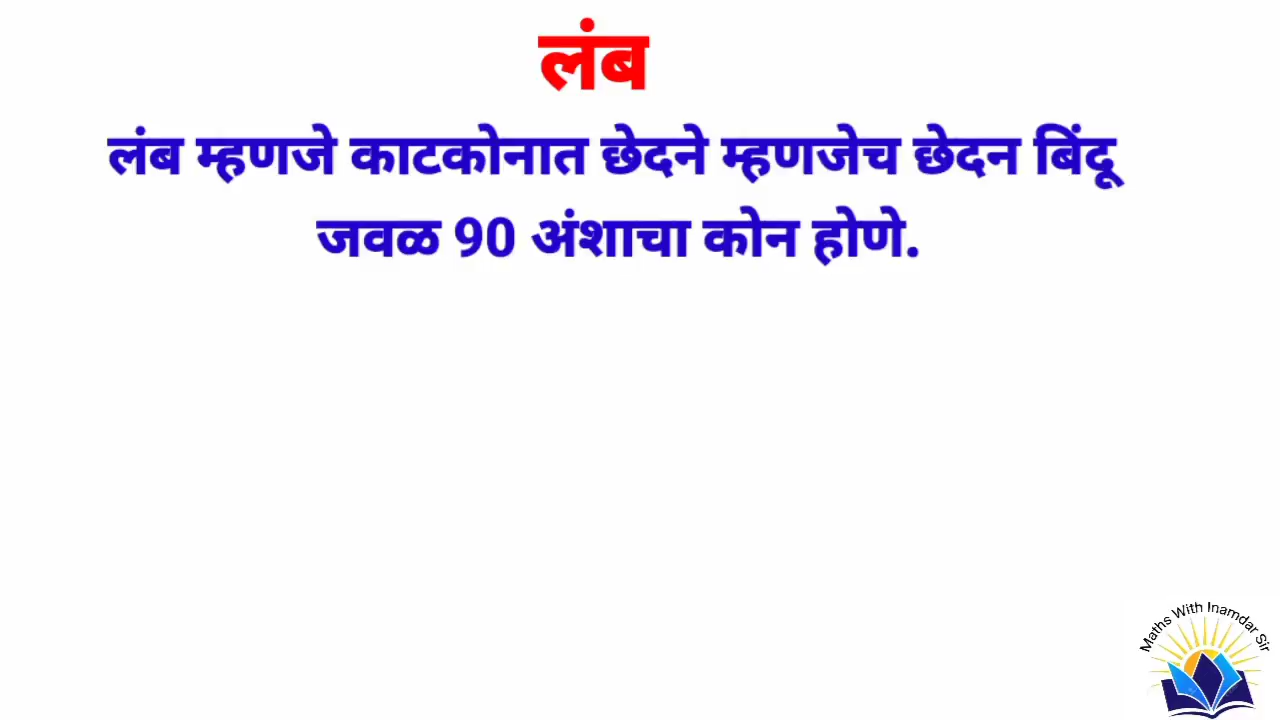 लंब
लंब म्हणजे काटकोनात छेदने म्हणजेच छेदन बिंदू
जवळ 90 अंशाचा कोन होणे.
Maths With Inamdar Sir